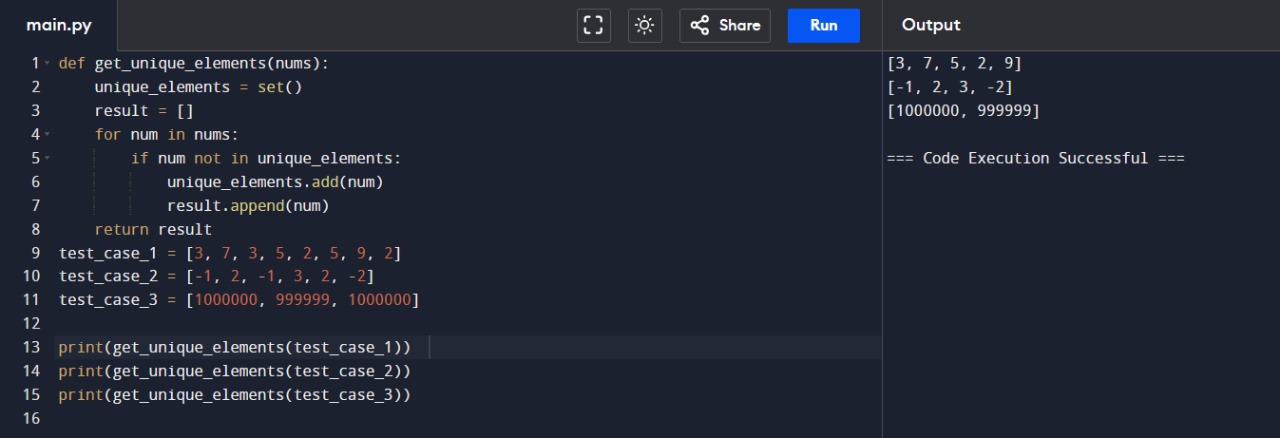 main.py
Share
Run
Output
1 def get_unique_elements(nums):
2     unique_elements = set()
3     result = []
4     for num in nums:
5         if num not in unique_elements:
6             unique_elements.add(num)
7             result.append(num)
8     return result
9 test_case_1 = [3, 7, 3, 5, 2, 5, 9, 2]
10 test_case_2 = [-1, 2, -1, 3, 2, -2]
11 test_case_3 = [1000000, 999999, 1000000]
12
13 print(get_unique_elements(test_case_1))
14 print(get_unique_elements(test_case_2))
15 print(get_unique_elements(test_case_3))
16
[3, 7, 5, 2, 9]
[-1, 2, 3, -2]
[1000000, 999999]
=== Code Execution Successful ===